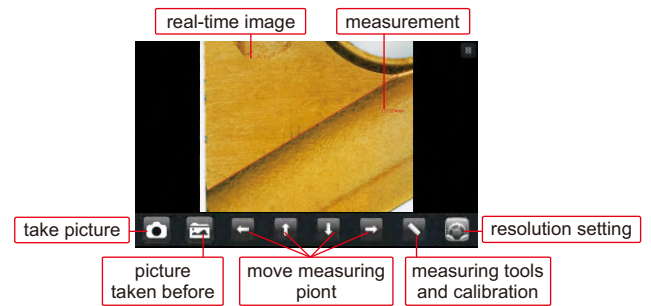 real-time image
measurement
take picture
resolution setting
picture
taken before
move measuring
piont
measuring tools
and calibration